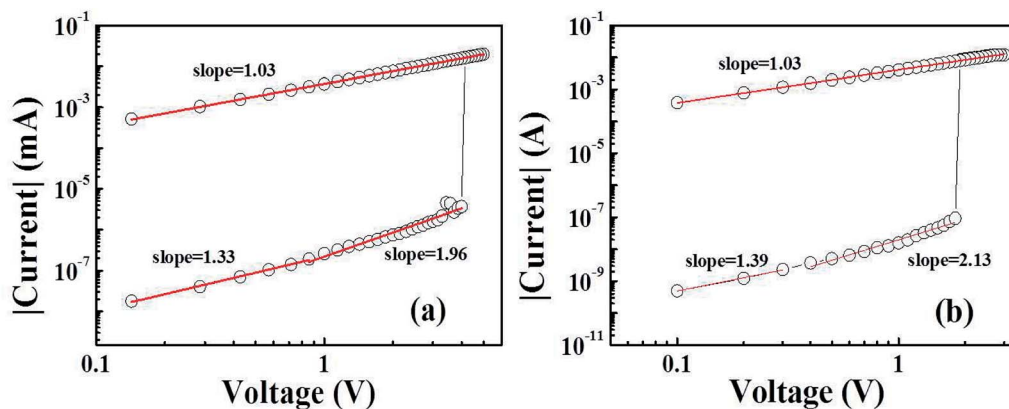 |Current| (mA)
10^-1
10^-3
10^-5
10^-7
slope=1.03
slope=1.33
slope=1.96
(a)
0.1
1
Voltage (V)
|Current| (A)
10^-1
10^-3
10^-5
10^-7
10^-9
10^-11
slope=1.03
slope=1.39
slope=2.13
(b)
0.1
1
Voltage (V)